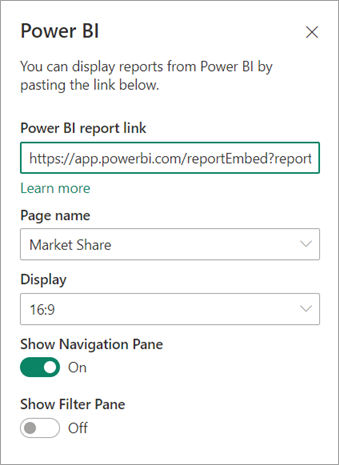 Power BI
You can display reports from Power BI by
pasting the link below.
Power BI report link
https://app.powerbi.com/reportEmbed?report
Learn more
Page name
Market Share
Display
16:9
Show Navigation Pane
On
Show Filter Pane
Off